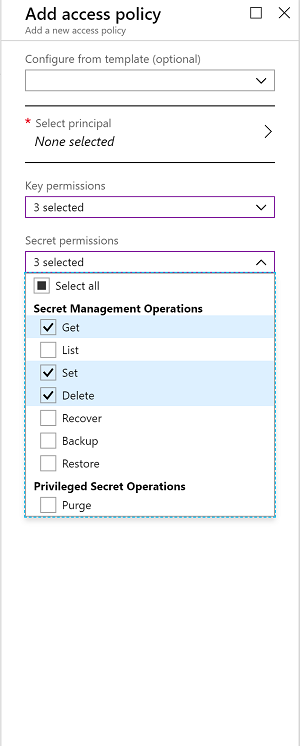 Add access policy
Add a new access policy
Configure from template (optional)
* Select principal
None selected
Key permissions
3 selected
Secret permissions
3 selected
Select all
Secret Management Operations
Get
List
Set
Delete
Recover
Backup
Restore
Privileged Secret Operations
Purge